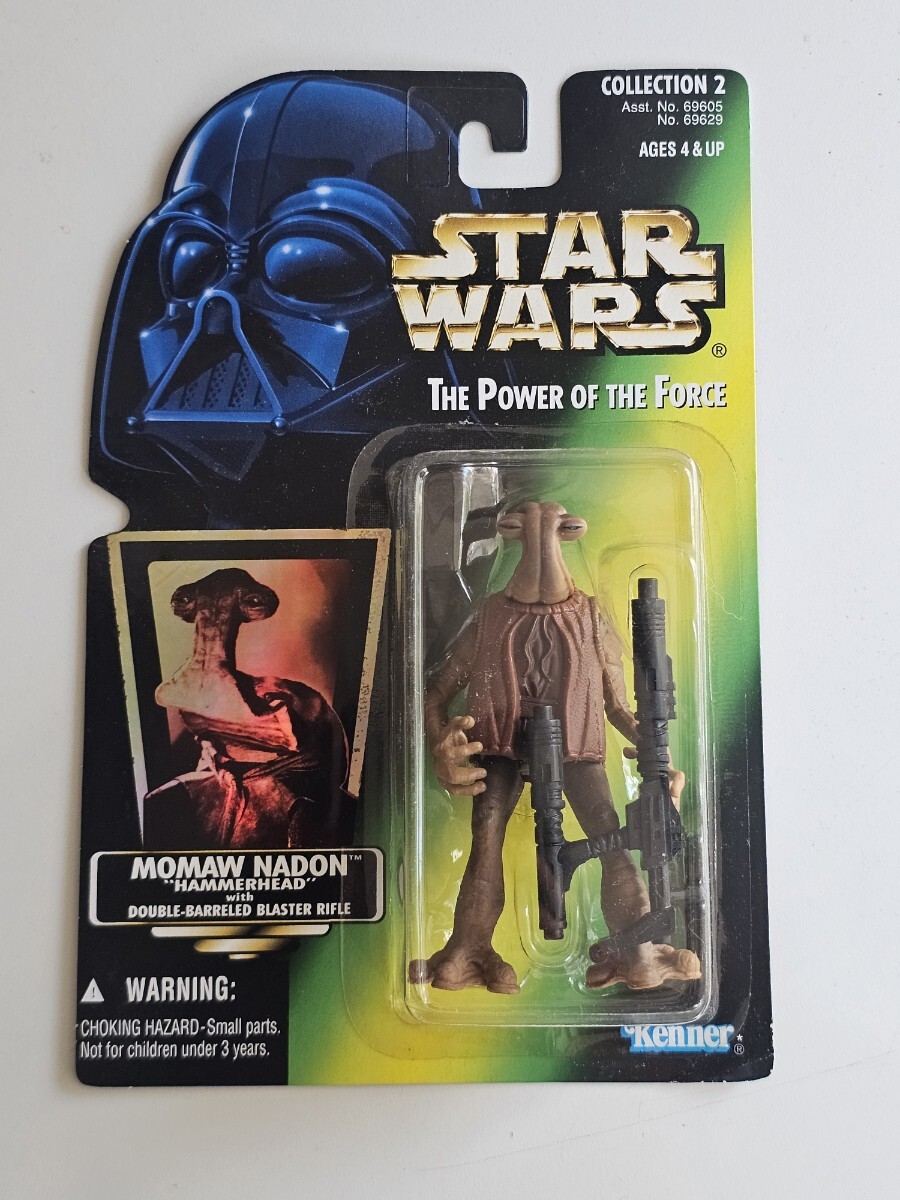 COLLECTION 2
Asst. No. 69605
No. 69629
AGES 4 & UP
STAR
WARS®
THE POWER OF THE FORCE
MOMAW NADON™
"HAMMERHEAD"
with
DOUBLE-BARRELED BLASTER RIFLE
WARNING:
CHOKING HAZARD-Small parts.
Not for children under 3 years.
Kenner*®